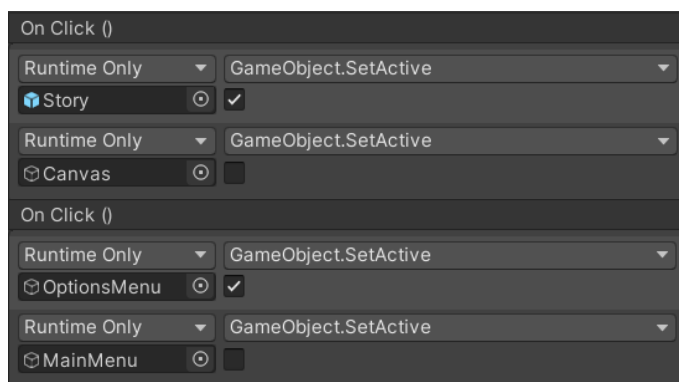 On Click ()
Runtime Only GameObject.SetActive
Story
Runtime Only GameObject.SetActive
Canvas
On Click ()
Runtime Only GameObject.SetActive
OptionsMenu
Runtime Only GameObject.SetActive
MainMenu